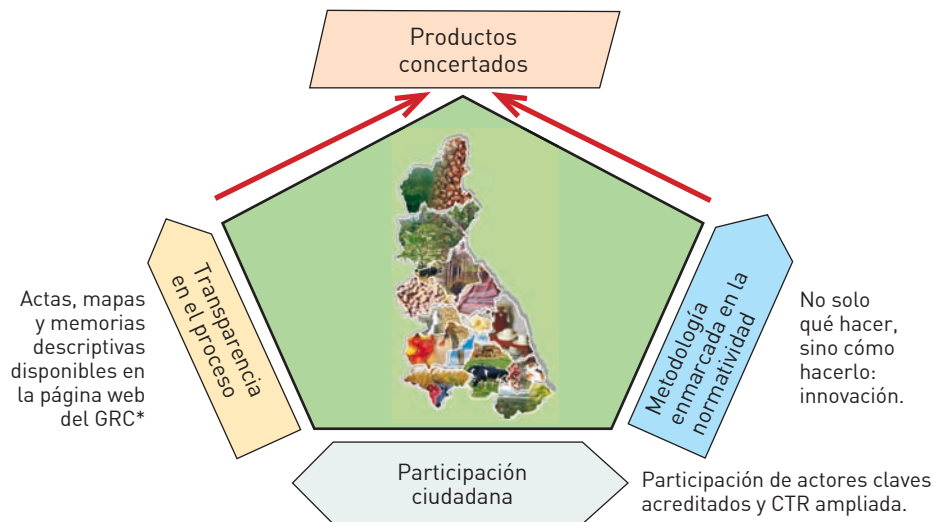 Productos
concertados
Transparencia
en el proceso
Actas, mapas
y memorias
descriptivas
disponibles en
la página web
del GRC*
Metodología
enmarcada en la
normatividad
No solo
qué hacer,
sino cómo
hacerlo:
innovación.
Participación
ciudadana
Participación de actores claves
acreditados y CTR ampliada.